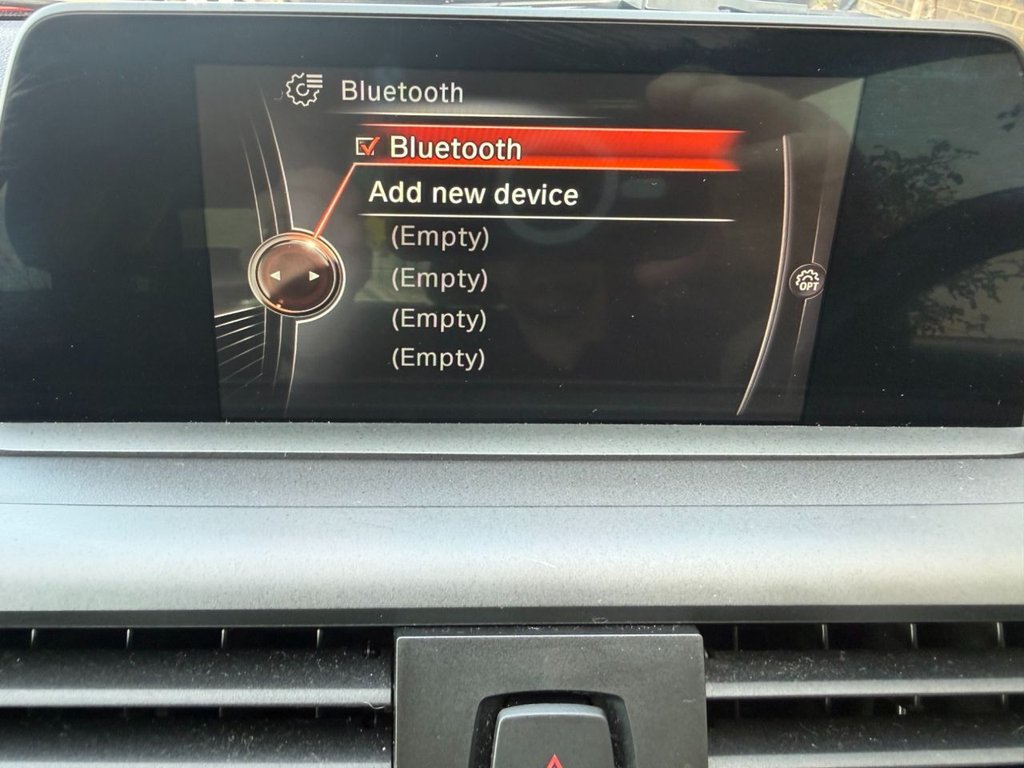 Bluetooth
Bluetooth
Add new device
(Empty)
(Empty)
OPT
(Empty)
(Empty)